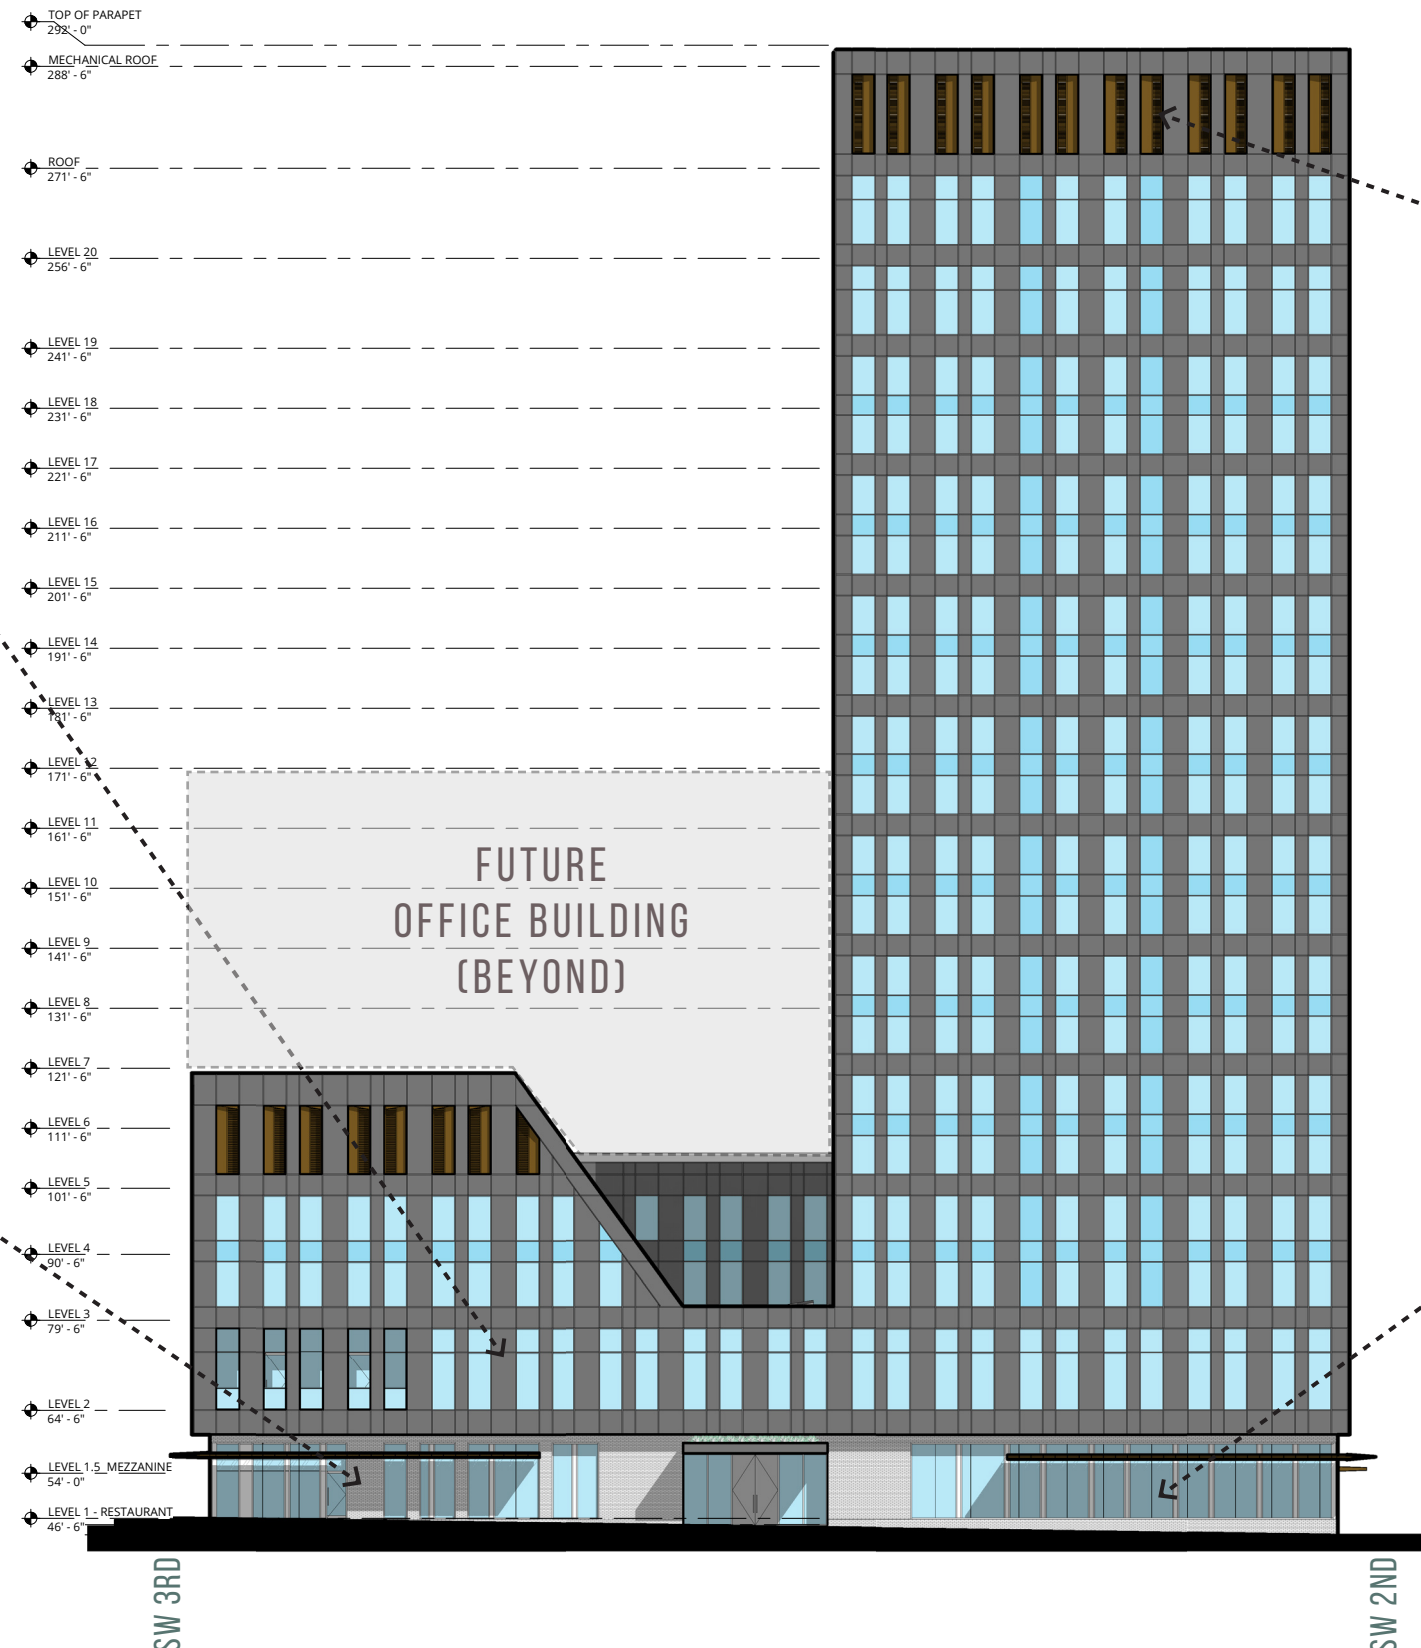 TOP OF PARAPET
292' - 0"
MECHANICAL ROOF
288' - 6"
ROOF
271' - 6"
LEVEL 20
256' - 6"
LEVEL 19
241' - 6"
LEVEL 18
231' - 6"
LEVEL 17
221' - 6"
LEVEL 16
211' - 6"
LEVEL 15
201' - 6"
LEVEL 14
191' - 6"
LEVEL 13
181' - 6"
LEVEL 12
171' - 6"
LEVEL 11
161' - 6"
LEVEL 10
151' - 6"
LEVEL 9
141' - 6"
LEVEL 8
131' - 6"
LEVEL 7
121' - 6"
LEVEL 6
111' - 6"
LEVEL 5
101' - 6"
LEVEL 4
90' - 6"
LEVEL 3
79' - 6"
LEVEL 2
64' - 6"
LEVEL 1.5 MEZZANINE
54' - 0"
LEVEL 1 - RESTAURANT
46' - 6"
FUTURE
OFFICE BUILDING
(BEYOND)
SW 3RD
SW 2ND